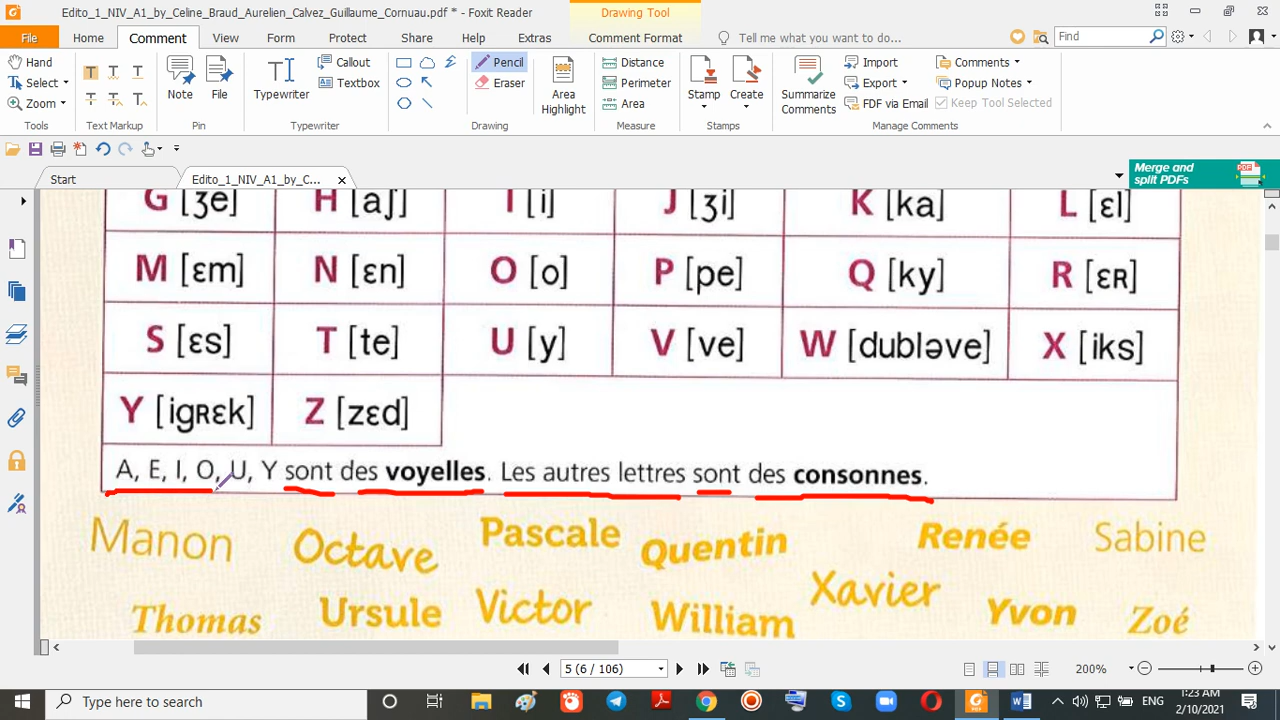 Edito_1_NIV_A1_by_Celine_Braud_Aurelien_Calvez_Guillaume_Cornuau.pdf * - Foxit Reader
Drawing Tool
File Home Comment View Form Protect Share Help Extras Comment Format Tell me what you want to do... Find
Hand Select Zoom
Tools
Text Markup
Note File
Pin
Typewriter Callout Textbox
Typewriter
Pencil Eraser Area Highlight
Drawing
Distance Perimeter Area
Measure
Stamp Create
Stamps
Summarize Comments Import Export FDF via Email Comments Popup Notes Keep Tool Selected
Manage Comments
Start Edito_1_NIV_A1_by_C... Merge and split PDFs
G [ʒe] H [aʃ] I [i] J [ʒi] K [ka] L [ɛl]
M [ɛm] N [ɛn] O [o] P [pe] Q [ky] R [ɛʀ]
S [ɛs] T [te] U [y] V [ve] W [dubləve] X [iks]
Y [igʀɛk] Z [zɛd]
A, E, I, O, U, Y sont des voyelles. Les autres lettres sont des consonnes.
Manon Octave Pascale Quentin Renée Sabine
Thomas Ursule Victor William Xavier Yvon Zoé
5 (6 / 106) 200%
Type here to search ENG 1:23 AM
2/10/2021